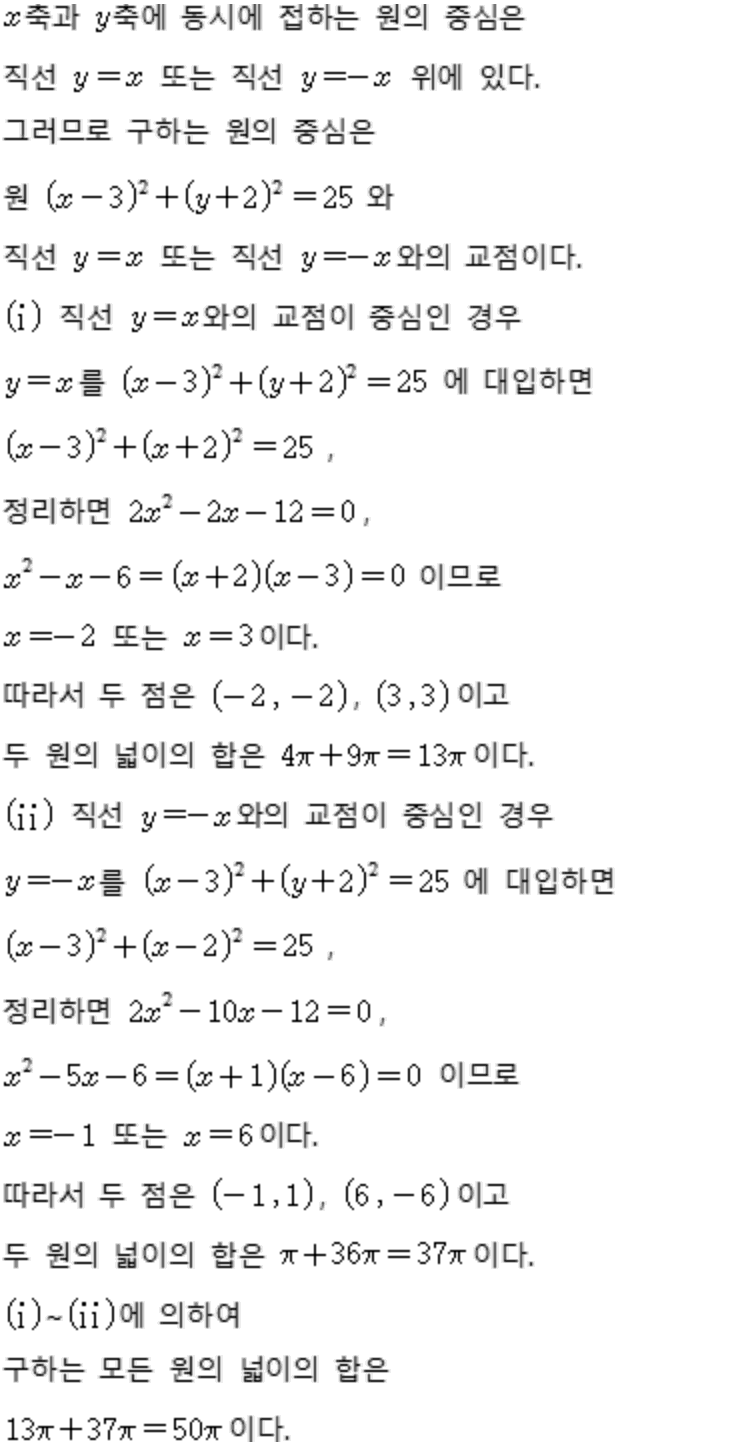 x축과 y축에 동시에 접하는 원의 중심은
직선 y=x 또는 직선 y=-x 위에 있다.
그러므로 구하는 원의 중심은
원 (x-3)²+(y+2)²=25 와
직선 y=x 또는 직선 y=-x와의 교점이다.
(i) 직선 y=x와의 교점이 중심인 경우
y=x를 (x-3)²+(y+2)²=25 에 대입하면
(x-3)²+(x+2)²=25 ,
정리하면 2x²-2x-12=0,
x²-x-6=(x+2)(x-3)=0 이므로
x=-2 또는 x=3이다.
따라서 두 점은 (-2,-2), (3,3)이고
두 원의 넓이의 합은 4π+9π=13π이다.
(ii) 직선 y=-x와의 교점이 중심인 경우
y=-x를 (x-3)²+(y+2)²=25 에 대입하면
(x-3)²+(x-2)²=25 ,
정리하면 2x²-10x-12=0,
x²-5x-6=(x+1)(x-6)=0 이므로
x=-1 또는 x=6이다.
따라서 두 점은 (-1,1), (6,-6)이고
두 원의 넓이의 합은 π+36π=37π이다.
(i)~(ii)에 의하여
구하는 모든 원의 넓이의 합은
13π+37π=50π이다.